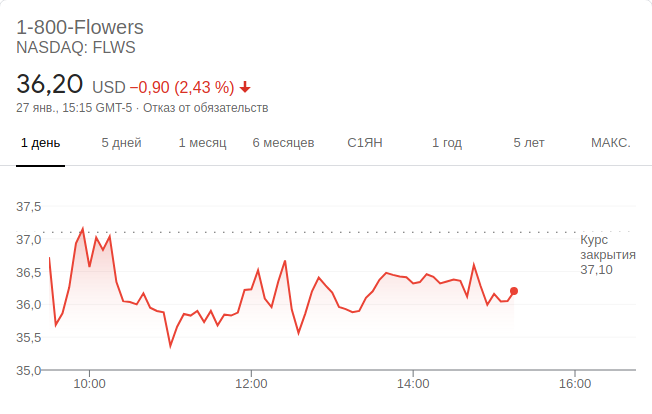 1-800-Flowers
NASDAQ: FLWS
36,20 USD −0,90 (2,43 %)
27 янв., 15:15 GMT-5 · Отказ от обязательств
1 день 5 дней 1 месяц 6 месяцев С1ЯН 1 год 5 лет МАКС.
37,5
37,0
36,5
36,0
35,5
35,0
Курс
закрытия
37,10
10:00 12:00 14:00 16:00